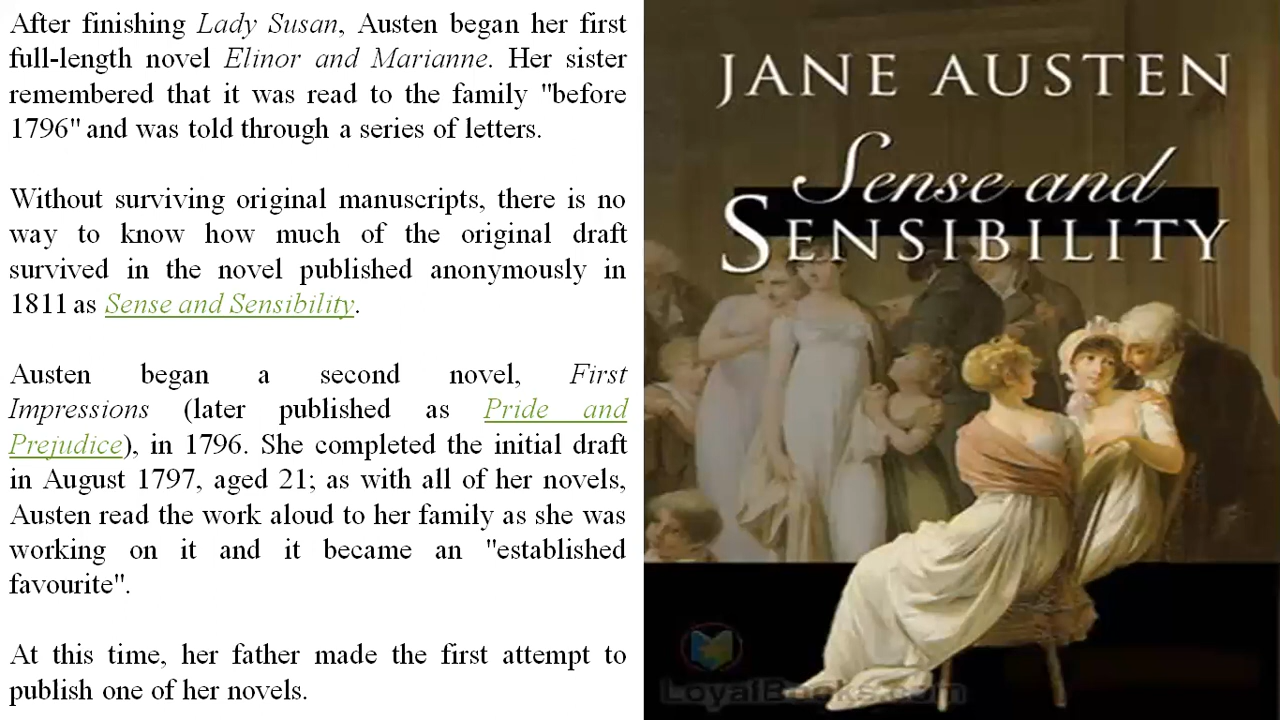 After finishing Lady Susan, Austen began her first
full-length novel Elinor and Marianne. Her sister
remembered that it was read to the family "before
1796" and was told through a series of letters.
Without surviving original manuscripts, there is no
way to know how much of the original draft
survived in the novel published anonymously in
1811 as Sense and Sensibility.
Austen began a second novel, First
Impressions (later published as Pride and
Prejudice), in 1796. She completed the initial draft
in August 1797, aged 21; as with all of her novels,
Austen read the work aloud to her family as she was
working on it and it became an "established
favourite".
At this time, her father made the first attempt to
publish one of her novels.
JANE AUSTEN
Sense and
SENSIBILITY
LoyalBooks.com